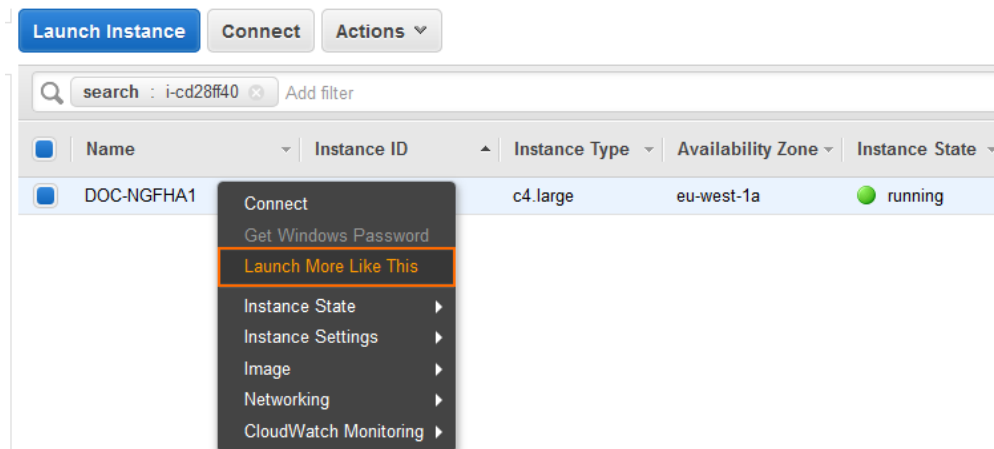 Launch Instance Connect Actions
search : i-cd28ff40 Add filter
Name Instance ID Instance Type Availability Zone Instance State
DOC-NGFHA1 c4.large eu-west-1a running
Connect
Get Windows Password
Launch More Like This
Instance State
Instance Settings
Image
Networking
CloudWatch Monitoring